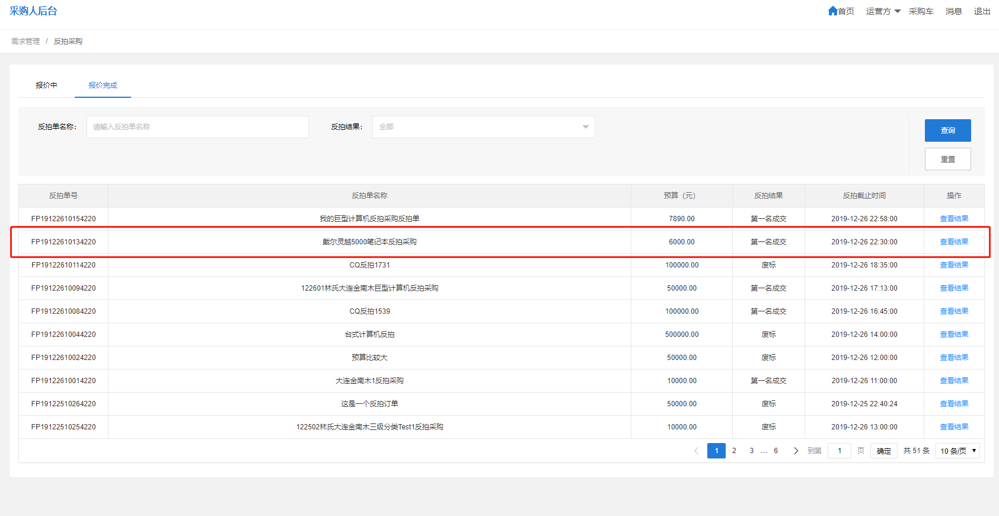 采购人后台
首页 运营方 采购车 消息 退出
需求管理 / 反拍采购
报价中 报价完成
反拍单名称： 请输入反拍单名称 反拍结果： 全部 查询
重置
反拍单号 反拍单名称 预算（元） 反拍结果 反拍截止时间 操作
FP19122610154220 我的巨型计算机反拍采购反拍单 7890.00 第一名成交 2019-12-26 22:58:00 查看结果
FP19122610134220 戴尔灵越5000笔记本反拍采购 6000.00 第一名成交 2019-12-26 22:30:00 查看结果
FP19122610114220 CQ反拍1731 100000.00 废标 2019-12-26 18:35:00 查看结果
FP19122610094220 122601林氏大连金南木巨型计算机反拍采购 50000.00 第一名成交 2019-12-26 17:13:00 查看结果
FP19122610084220 CQ反拍1539 100000.00 第一名成交 2019-12-26 16:45:00 查看结果
FP19122610044220 台式计算机反拍 500000.00 废标 2019-12-26 14:00:00 查看结果
FP19122610024220 预算比较大 50000.00 废标 2019-12-26 12:00:00 查看结果
FP19122610014220 大连金南木1反拍采购 10000.00 第一名成交 2019-12-26 11:00:00 查看结果
FP19122510264220 这是一个反拍订单 50000.00 废标 2019-12-25 22:40:24 查看结果
FP19122510254220 122502林氏大连金南木三级分类Test1反拍采购 10000.00 废标 2019-12-26 13:00:00 查看结果
1 2 3 … 6 到第 1 页 确定 共 51 条 10 条/页